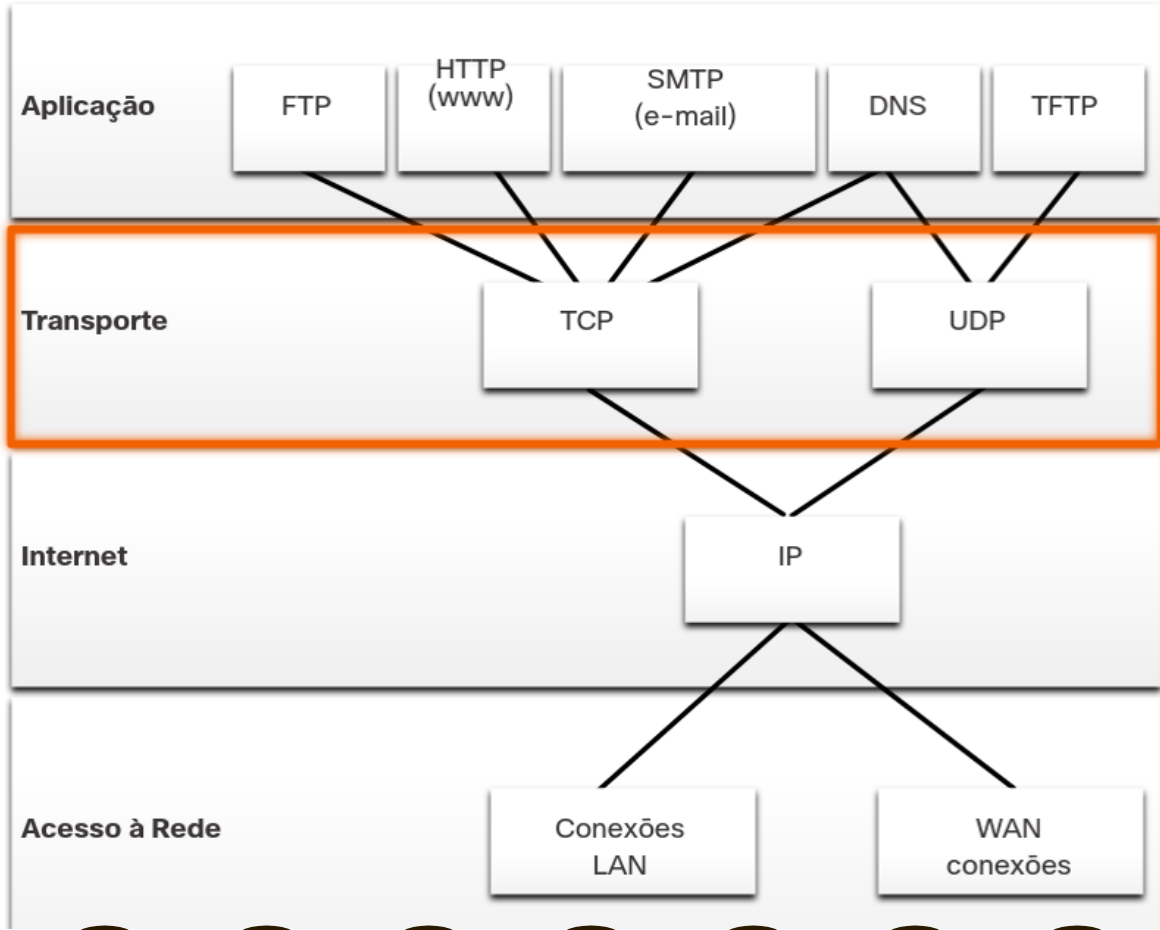 Aplicação
FTP
HTTP
(www)
SMTP
(e-mail)
DNS
TFTP
Transporte
TCP
UDP
Internet
IP
Acesso à Rede
Conexões
LAN
WAN
conexões